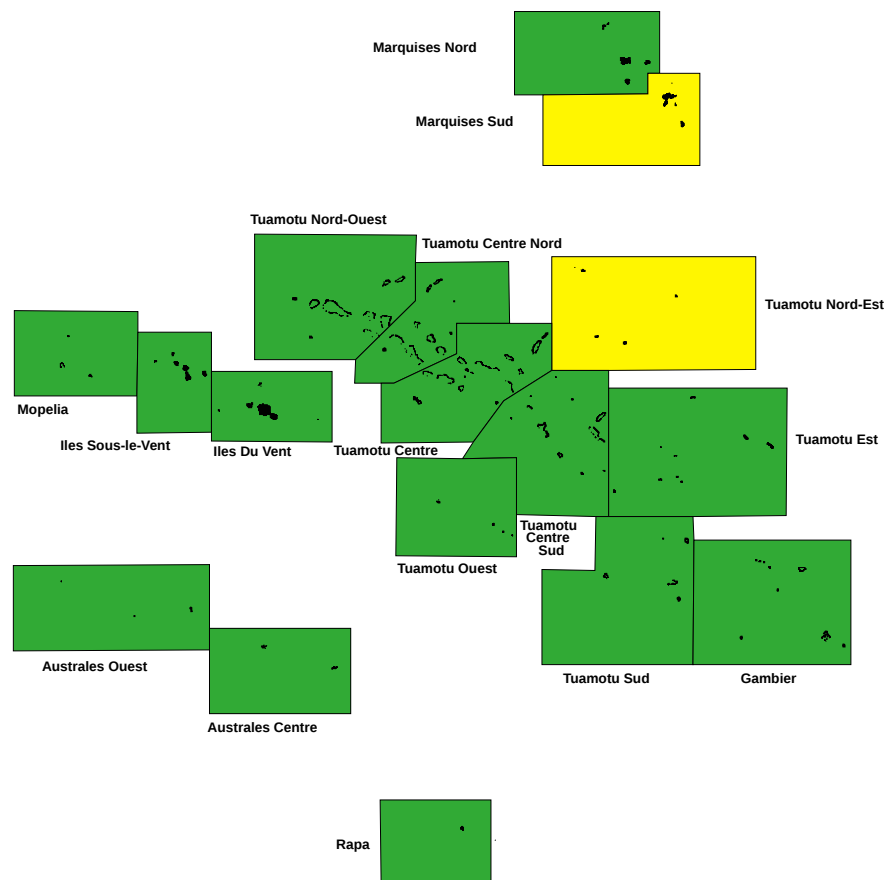 Marquises Nord
Marquises Sud
Tuamotu Nord-Ouest
Tuamotu Centre Nord
Tuamotu Nord-Est
Mopelia
Iles Sous-le-Vent
Iles Du Vent
Tuamotu Centre
Tuamotu Est
Tuamotu
Centre
Sud
Tuamotu Ouest
Australes Ouest
Tuamotu Sud
Gambier
Australes Centre
Rapa